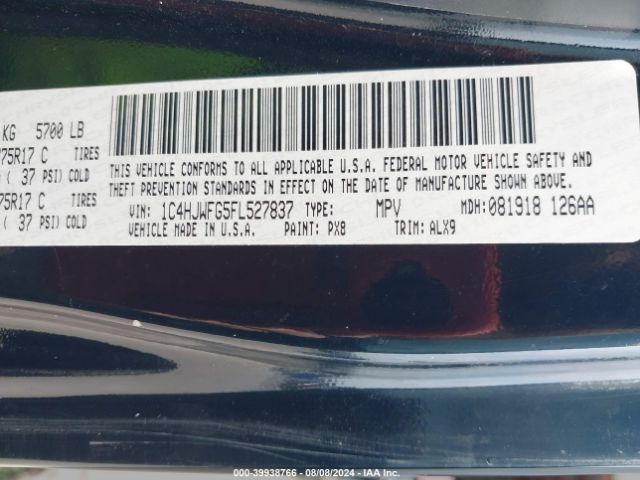 KG 5700 LB
75R17 C TIRES
( 37 PSI) COLD
75R17 C TIRES
( 37 PSI) COLD
THIS VEHICLE CONFORMS TO ALL APPLICABLE U.S.A. FEDERAL MOTOR VEHICLE SAFETY AND
THEFT PREVENTION STANDARDS IN EFFECT ON THE DATE OF MANUFACTURE SHOWN ABOVE.
VIN: 1C4HJWFG5FL527837 TYPE: MPV MDH: 081918 126AA
VEHICLE MADE IN U.S.A. PAINT: PX8 TRIM: ALX9
000-39938766 — 08/08/2024 — IAAI.COM